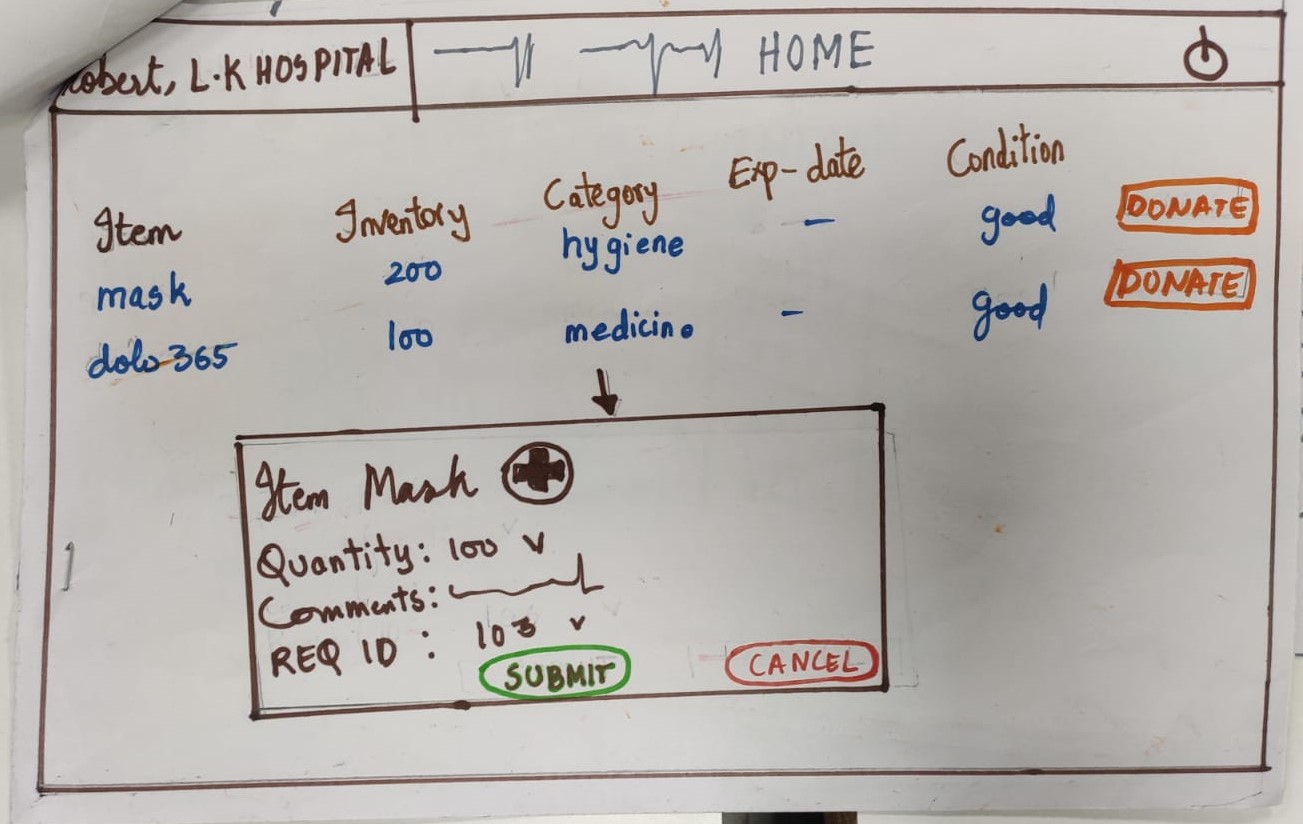 obert, L.K HOSPITAL HOME
Item Inventory Category Exp-date Condition
mask 200 hygiene - good DONATE
dolo 365 100 medicine - good DONATE
Item Mask
Quantity: 100 v
Comments:
REQ ID : 103 v
SUBMIT CANCEL